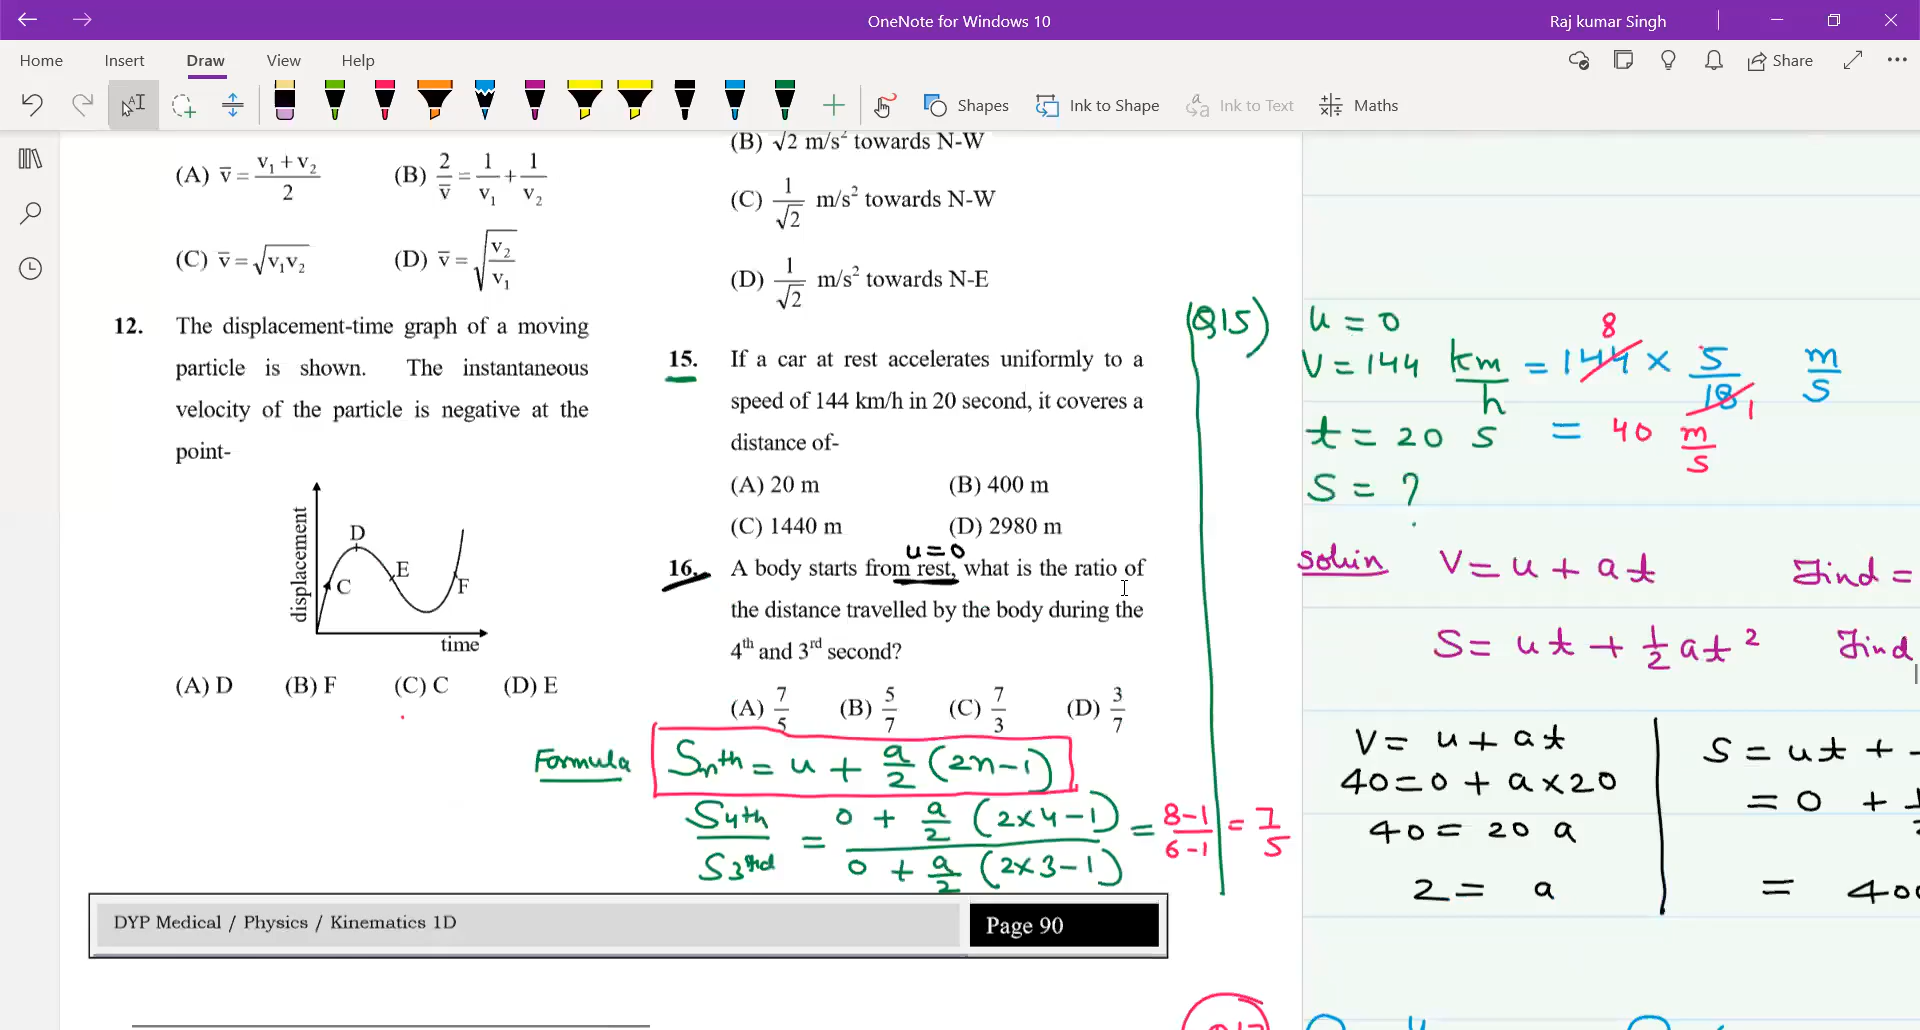 OneNote for Windows 10
Raj kumar Singh
Home Insert Draw View Help
Share
Shapes Ink to Shape Ink to Text Maths
(A) v̅ = (v₁ + v₂)/2 (B) 2/v̅ = 1/v₁ + 1/v₂
(C) v̅ = √(v₁v₂) (D) v̅ = √(v₂/v₁)
12. The displacement-time graph of a moving
particle is shown. The instantaneous
velocity of the particle is negative at the
point-
displacement
D
E
C
F
time
(A) D (B) F (C) C (D) E
(B) √2 m/s² towards N-W
(C) 1/√2 m/s² towards N-W
(D) 1/√2 m/s² towards N-E
15. If a car at rest accelerates uniformly to a
speed of 144 km/h in 20 second, it coveres a
distance of-
(A) 20 m (B) 400 m
(C) 1440 m (D) 2980 m
u = 0
16. A body starts from rest, what is the ratio of
the distance travelled by the body during the
4th and 3rd second?
(A) 7/5 (B) 5/7 (C) 7/3 (D) 3/7
Formula Snth = u + a/2 (2n-1)
S4th/S3rd = (0 + a/2 (2×4-1))/(0 + a/2 (2×3-1)) = (8-1)/(6-1) = 7/5
DYP Medical / Physics / Kinematics 1D
Page 90
(Q15)
u = 0
8
V = 144 km/h = 144 × 5/18 m/s
1
t = 20 s = 40 m/s
S = ?
solun V = u + at Find =
S = ut + 1/2 at² Find
V = u + at
40 = 0 + a×20
40 = 20 a
2 = a
S = ut +
= 0 +
= 400